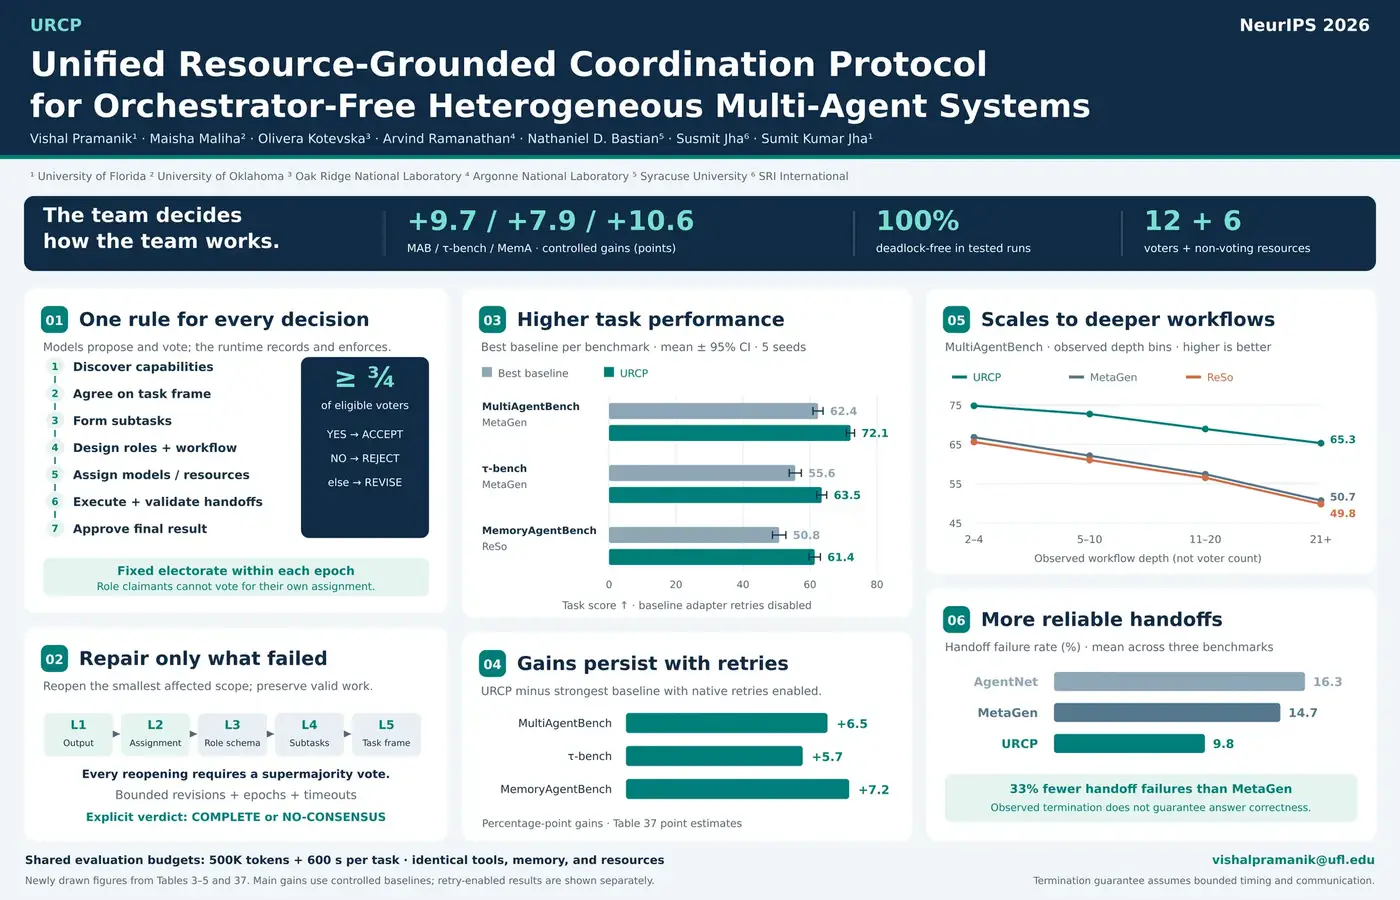 URCP
NeurIPS 2026
Unified Resource-Grounded Coordination Protocol
for Orchestrator-Free Heterogeneous Multi-Agent Systems
Vishal Pramanik¹ · Maisha Maliha² · Olivera Kotevska³ · Arvind Ramanathan⁴ · Nathaniel D. Bastian⁵ · Susmit Jha⁶ · Sumit Kumar Jha¹
¹ University of Florida ² University of Oklahoma ³ Oak Ridge National Laboratory ⁴ Argonne National Laboratory ⁵ Syracuse University ⁶ SRI International
The team decides
how the team works.
+9.7 / +7.9 / +10.6
MAB / τ-bench / MemA · controlled gains (points)
100%
deadlock-free in tested runs
12 + 6
voters + non-voting resources
01 One rule for every decision
Models propose and vote; the runtime records and enforces.
1 Discover capabilities
2 Agree on task frame
3 Form subtasks
4 Design roles + workflow
5 Assign models / resources
6 Execute + validate handoffs
7 Approve final result
≥ ¾
of eligible voters
YES → ACCEPT
NO → REJECT
else → REVISE
Fixed electorate within each epoch
Role claimants cannot vote for their own assignment.
02 Repair only what failed
Reopen the smallest affected scope; preserve valid work.
L1 L2 L3 L4 L5
Output Assignment Role schema Subtasks Task frame
Every reopening requires a supermajority vote.
Bounded revisions + epochs + timeouts
Explicit verdict: COMPLETE or NO-CONSENSUS
03 Higher task performance
Best baseline per benchmark · mean ± 95% CI · 5 seeds
Best baseline URCP
MultiAgentBench
MetaGen
62.4
72.1
τ-bench
MetaGen
55.6
63.5
MemoryAgentBench
ReSo
50.8
61.4
0 20 40 60 80
Task score ↑ · baseline adapter retries disabled
04 Gains persist with retries
URCP minus strongest baseline with native retries enabled.
MultiAgentBench +6.5
τ-bench +5.7
MemoryAgentBench +7.2
Percentage-point gains · Table 37 point estimates
05 Scales to deeper workflows
MultiAgentBench · observed depth bins · higher is better
URCP MetaGen ReSo
75
65
55
45
65.3
50.7
49.8
2–4 5–10 11–20 21+
Observed workflow depth (not voter count)
06 More reliable handoffs
Handoff failure rate (%) · mean across three benchmarks
AgentNet 16.3
MetaGen 14.7
URCP 9.8
33% fewer handoff failures than MetaGen
Observed termination does not guarantee answer correctness.
Shared evaluation budgets: 500K tokens + 600 s per task · identical tools, memory, and resources
vishalpramanik@ufl.edu
Newly drawn figures from Tables 3–5 and 37. Main gains use controlled baselines; retry-enabled results are shown separately.
Termination guarantee assumes bounded timing and communication.